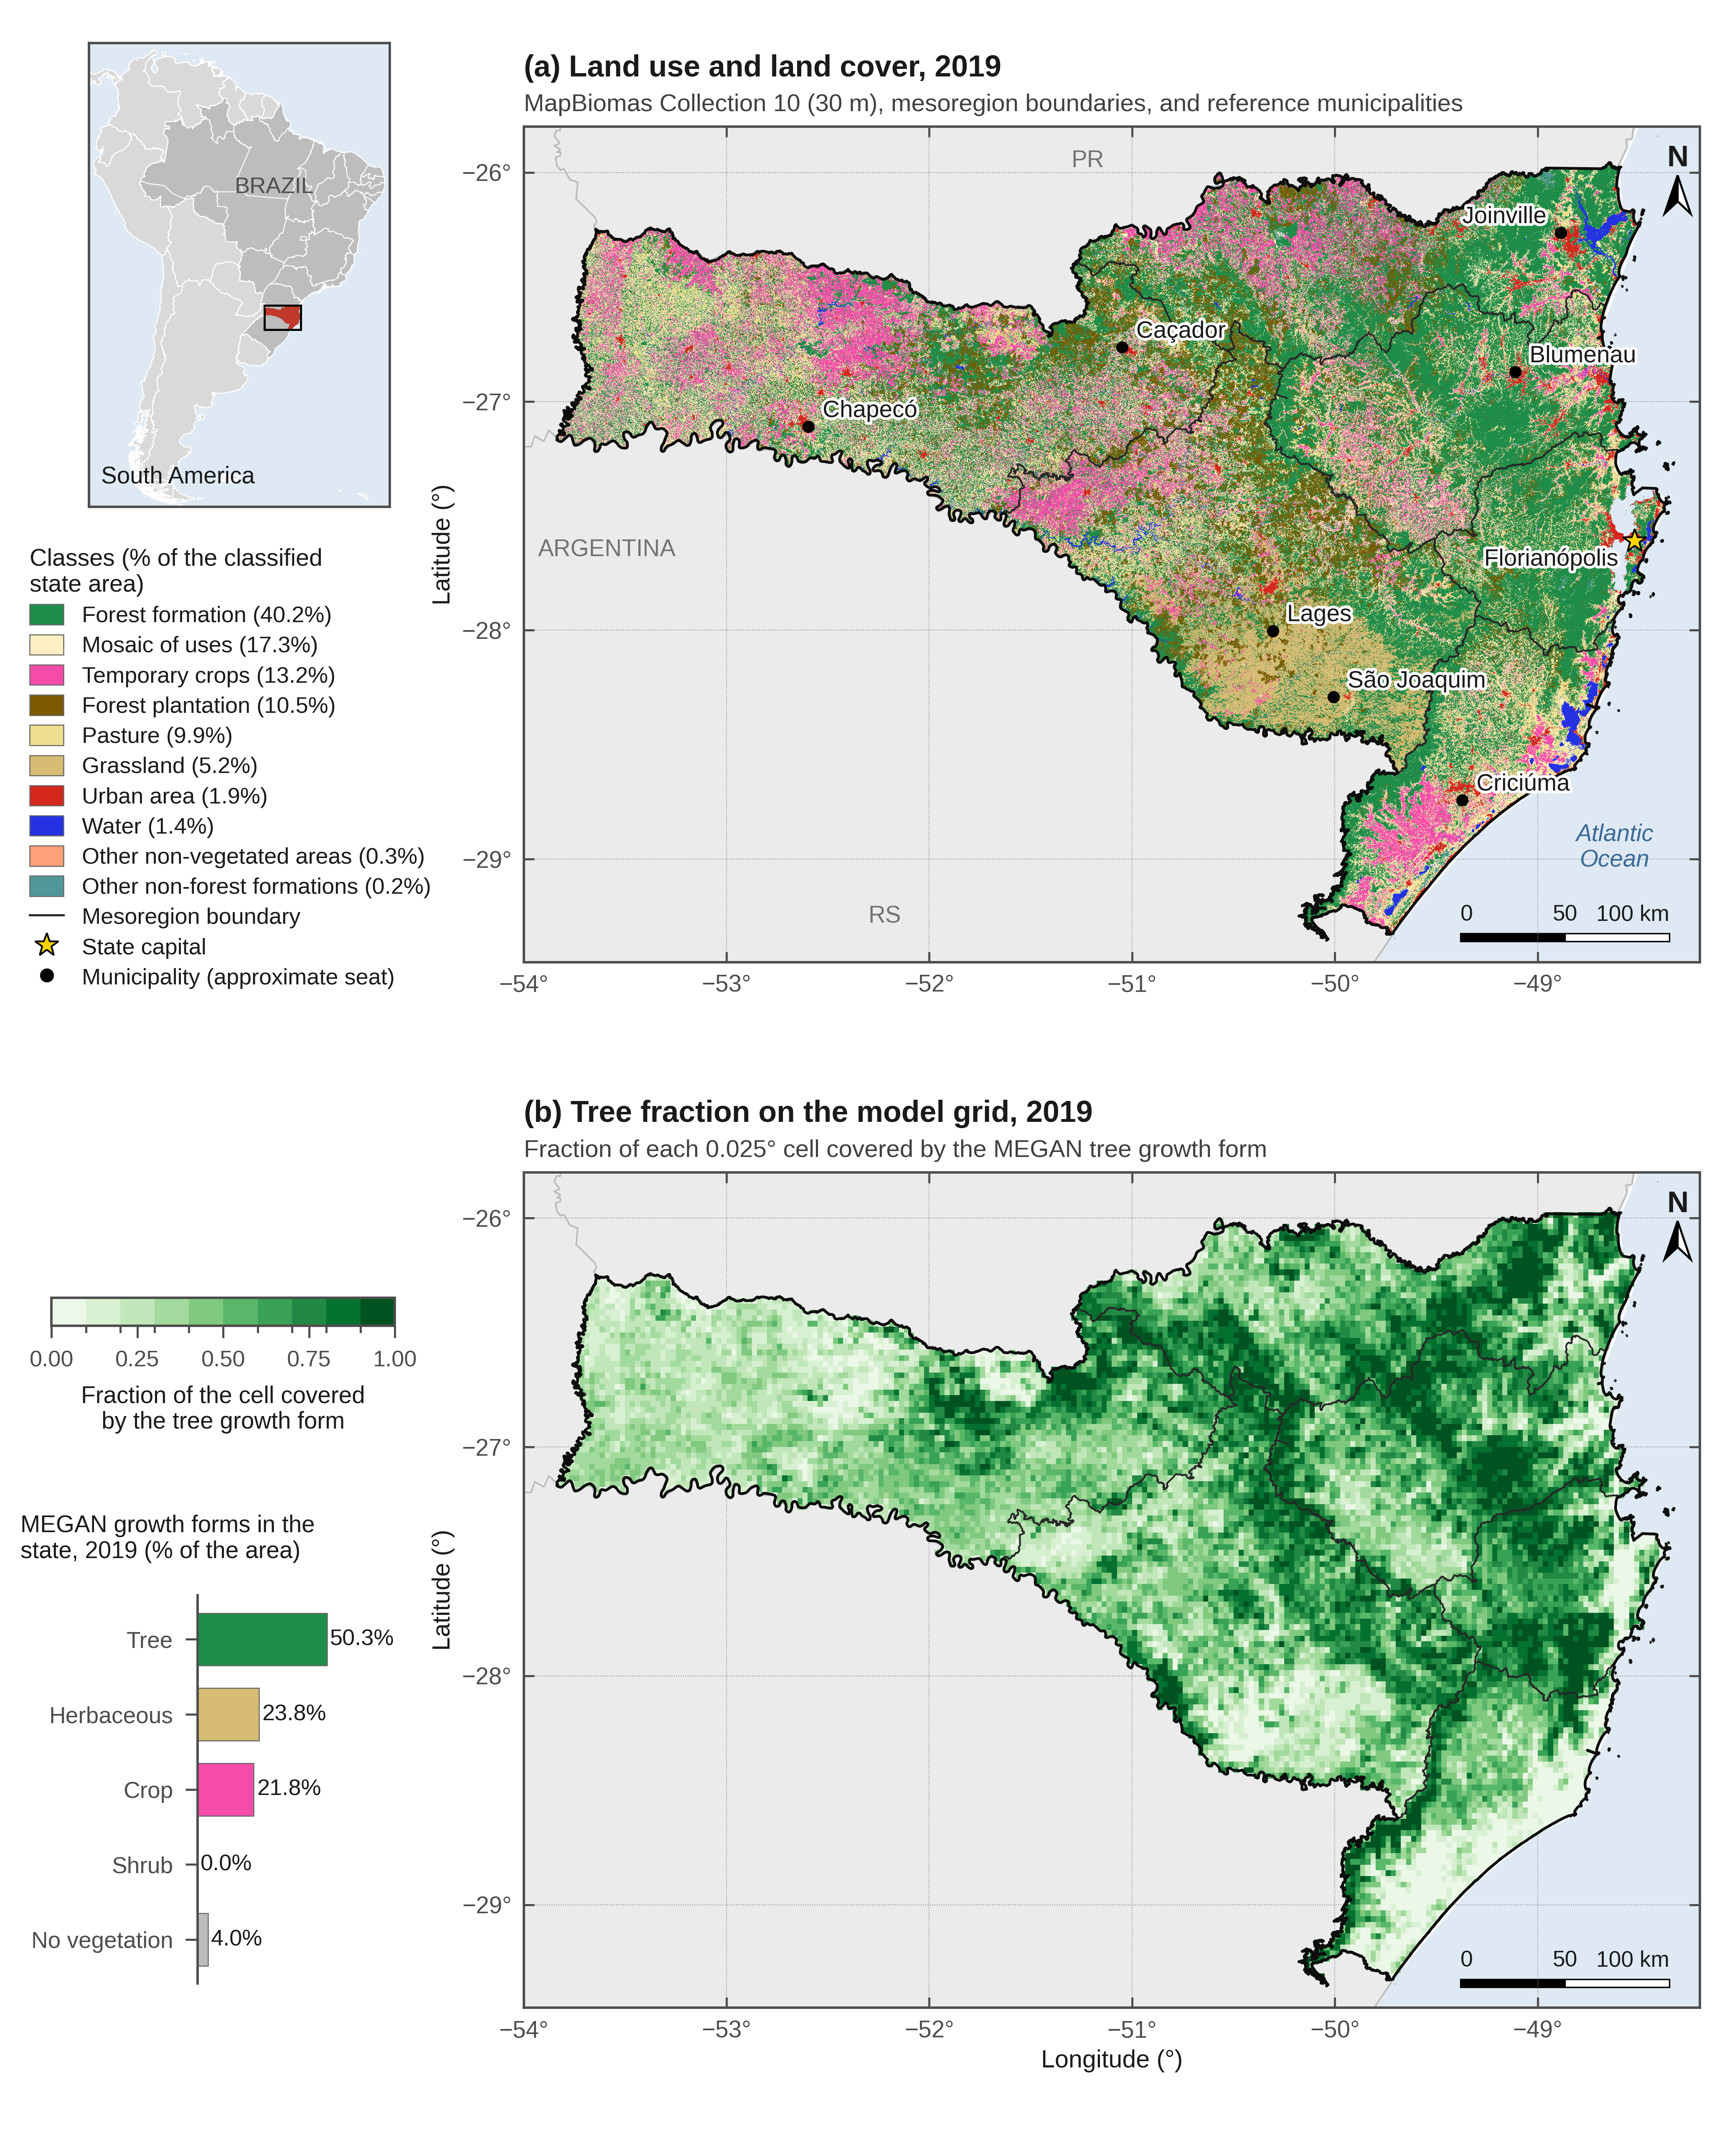 BRAZIL
South America
Classes (% of the classified
state area)
Forest formation (40.2%)
Mosaic of uses (17.3%)
Temporary crops (13.2%)
Forest plantation (10.5%)
Pasture (9.9%)
Grassland (5.2%)
Urban area (1.9%)
Water (1.4%)
Other non-vegetated areas (0.3%)
Other non-forest formations (0.2%)
Mesoregion boundary
State capital
Municipality (approximate seat)
(a) Land use and land cover, 2019
MapBiomas Collection 10 (30 m), mesoregion boundaries, and reference municipalities
PR
N
Joinville
Caçador
Blumenau
Chapecó
ARGENTINA
Florianópolis
Lages
São Joaquim
Criciúma
Atlantic
Ocean
RS
0 50 100 km
−26°
−27°
−28°
−29°
Latitude (°)
−54° −53° −52° −51° −50° −49°
(b) Tree fraction on the model grid, 2019
Fraction of each 0.025° cell covered by the MEGAN tree growth form
N
0 50 100 km
−26°
−27°
−28°
−29°
Latitude (°)
−54° −53° −52° −51° −50° −49°
Longitude (°)
0.00 0.25 0.50 0.75 1.00
Fraction of the cell covered
by the tree growth form
MEGAN growth forms in the
state, 2019 (% of the area)
Tree 50.3%
Herbaceous 23.8%
Crop 21.8%
Shrub 0.0%
No vegetation 4.0%